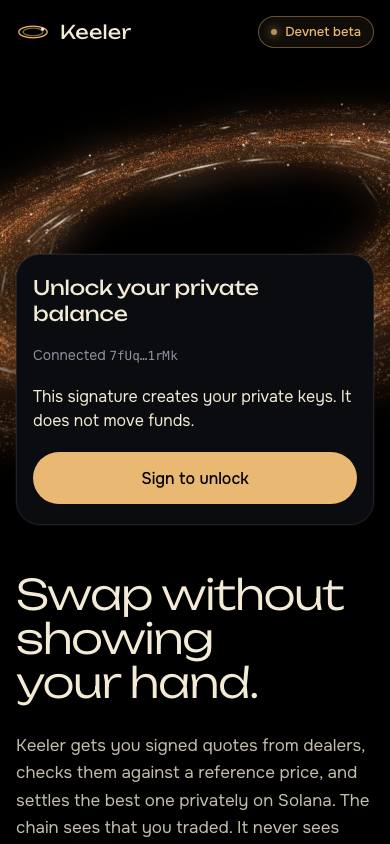 Keeler
Devnet beta
Unlock your private
balance
Connected 7fUq…1rMk
This signature creates your private keys. It
does not move funds.
Sign to unlock
Swap without
showing
your hand.
Keeler gets you signed quotes from dealers,
checks them against a reference price, and
settles the best one privately on Solana. The
chain sees that you traded. It never sees